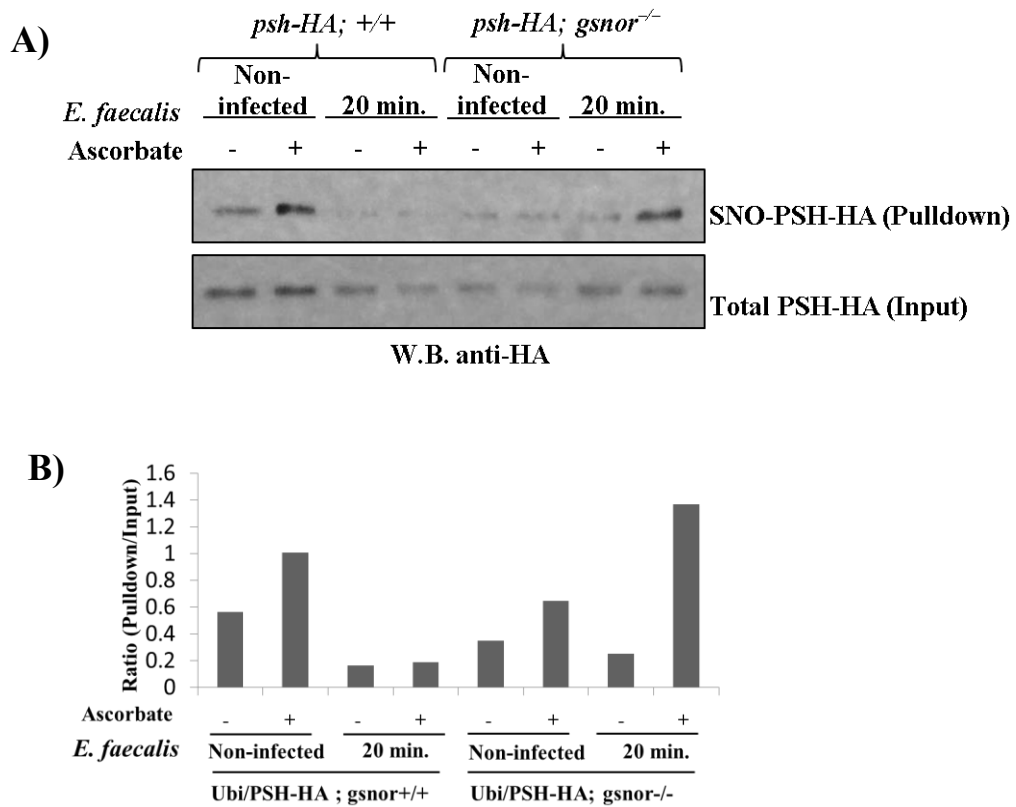 A)
psh-HA; +/+
psh-HA; gsnor–/–
Non-
infected
20 min.
Non-
infected
20 min.
E. faecalis
Ascorbate - + - + - + - +
SNO-PSH-HA (Pulldown)
Total PSH-HA (Input)
W.B. anti-HA
B)
Ratio (Pulldown/Input)
1.6
1.4
1.2
1
0.8
0.6
0.4
0.2
0
Ascorbate - + - + - + - +
E. faecalis Non-infected 20 min. Non-infected 20 min.
Ubi/PSH-HA ; gsnor+/+ Ubi/PSH-HA; gsnor-/-